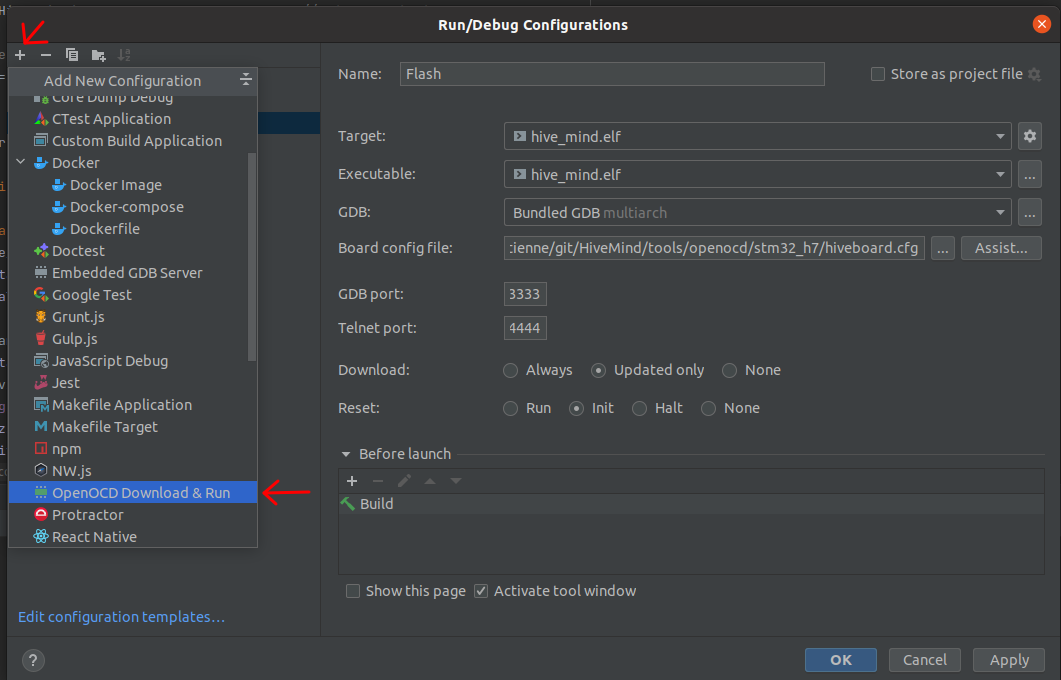 Run/Debug Configurations
Add New Configuration
Core Dump Debug
CTest Application
Custom Build Application
Docker
Docker Image
Docker-compose
Dockerfile
Doctest
Embedded GDB Server
Google Test
Grunt.js
Gulp.js
JavaScript Debug
Jest
Makefile Application
Makefile Target
npm
NW.js
OpenOCD Download & Run
Protractor
React Native
Edit configuration templates...
Name: Flash Store as project file
Target: hive_mind.elf
Executable: hive_mind.elf ...
GDB: Bundled GDB multiarch ...
Board config file: tienne/git/HiveMind/tools/openocd/stm32_h7/hiveboard.cfg ... Assist...
GDB port: 3333
Telnet port: 4444
Download: Always Updated only None
Reset: Run Init Halt None
Before launch
Build
Show this page Activate tool window
? OK Cancel Apply